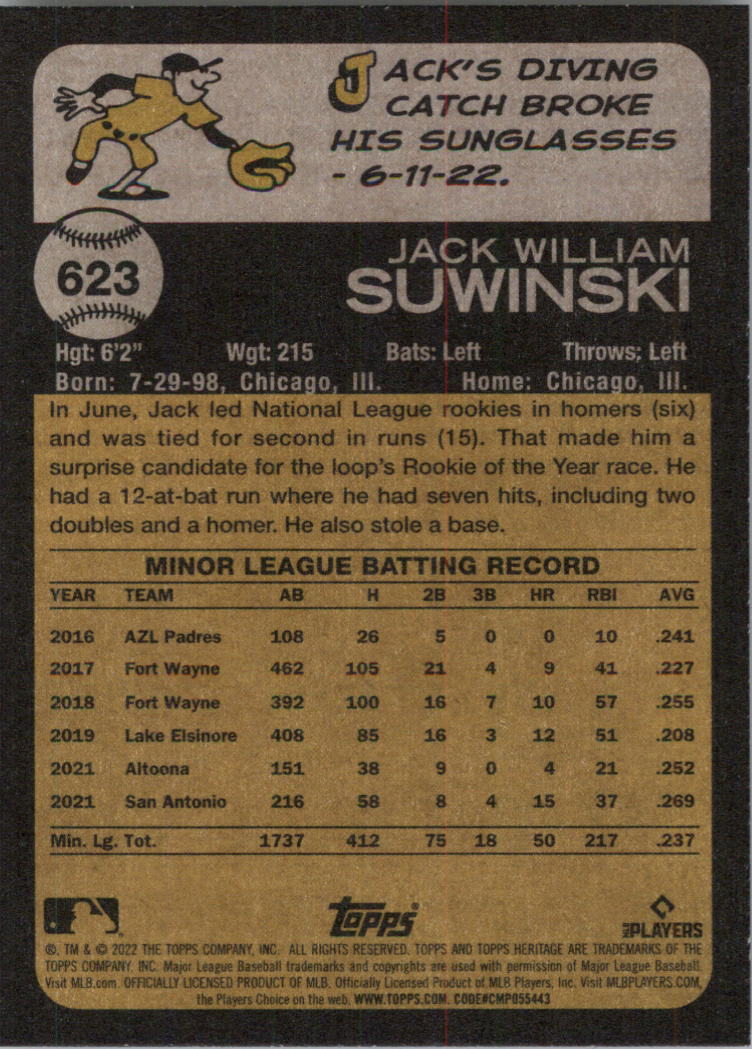 JACK'S DIVING
CATCH BROKE
HIS SUNGLASSES
- 6-11-22.
623
JACK WILLIAM
SUWINSKI
Hgt: 6'2" Wgt: 215 Bats: Left Throws: Left
Born: 7-29-98, Chicago, Ill. Home: Chicago, Ill.
In June, Jack led National League rookies in homers (six)
and was tied for second in runs (15). That made him a
surprise candidate for the loop's Rookie of the Year race. He
had a 12-at-bat run where he had seven hits, including two
doubles and a homer. He also stole a base.
MINOR LEAGUE BATTING RECORD
YEAR TEAM AB H 2B 3B HR RBI AVG
2016 AZL Padres 108 26 5 0 0 10 .241
2017 Fort Wayne 462 105 21 4 9 41 .227
2018 Fort Wayne 392 100 16 7 10 57 .255
2019 Lake Elsinore 408 85 16 3 12 51 .208
2021 Altoona 151 38 9 0 4 21 .252
2021 San Antonio 216 58 8 4 15 37 .269
Min. Lg. Tot. 1737 412 75 18 50 217 .237
Topps® MLB PLAYERS
®, TM & © 2022 THE TOPPS COMPANY, INC. ALL RIGHTS RESERVED. TOPPS AND TOPPS HERITAGE ARE TRADEMARKS OF THE
TOPPS COMPANY, INC. Major League Baseball trademarks and copyrights are used with permission of Major League Baseball.
Visit MLB.com. OFFICIALLY LICENSED PRODUCT OF MLB. Officially Licensed Product of MLB Players, Inc. Visit MLBPLAYERS.COM,
the Players Choice on the web. WWW.TOPPS.COM. CODE#CMP055443